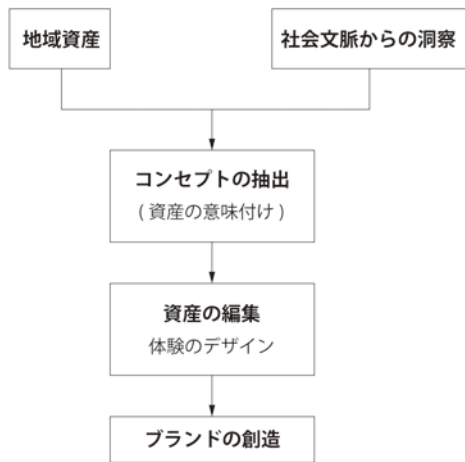 地域資産
社会文脈からの洞察
コンセプトの抽出
( 資産の意味付け )
資産の編集
体験のデザイン
ブランドの創造